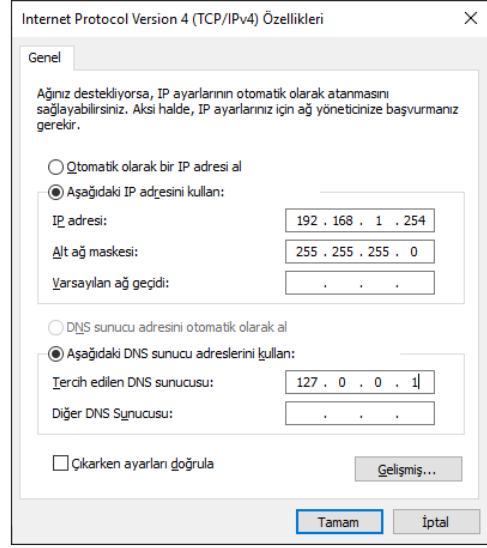 Internet Protocol Version 4 (TCP/IPv4) Özellikleri
Genel
Ağınız destekliyorsa, IP ayarlarının otomatik olarak atanmasını
sağlayabilirsiniz. Aksi halde, IP ayarlarınız için ağ yöneticinize başvurmanız
gerekir.
Otomatik olarak bir IP adresi al
Aşağıdaki IP adresini kullan:
IP adresi: 192 . 168 . 1 . 254
Alt ağ maskesi: 255 . 255 . 255 . 0
Varsayılan ağ geçidi: . . .
DNS sunucu adresini otomatik olarak al
Aşağıdaki DNS sunucu adreslerini kullan:
Tercih edilen DNS sunucusu: 127 . 0 . 0 . 1
Diğer DNS Sunucusu: . . .
Çıkarken ayarları doğrula
Gelişmiş...
Tamam İptal